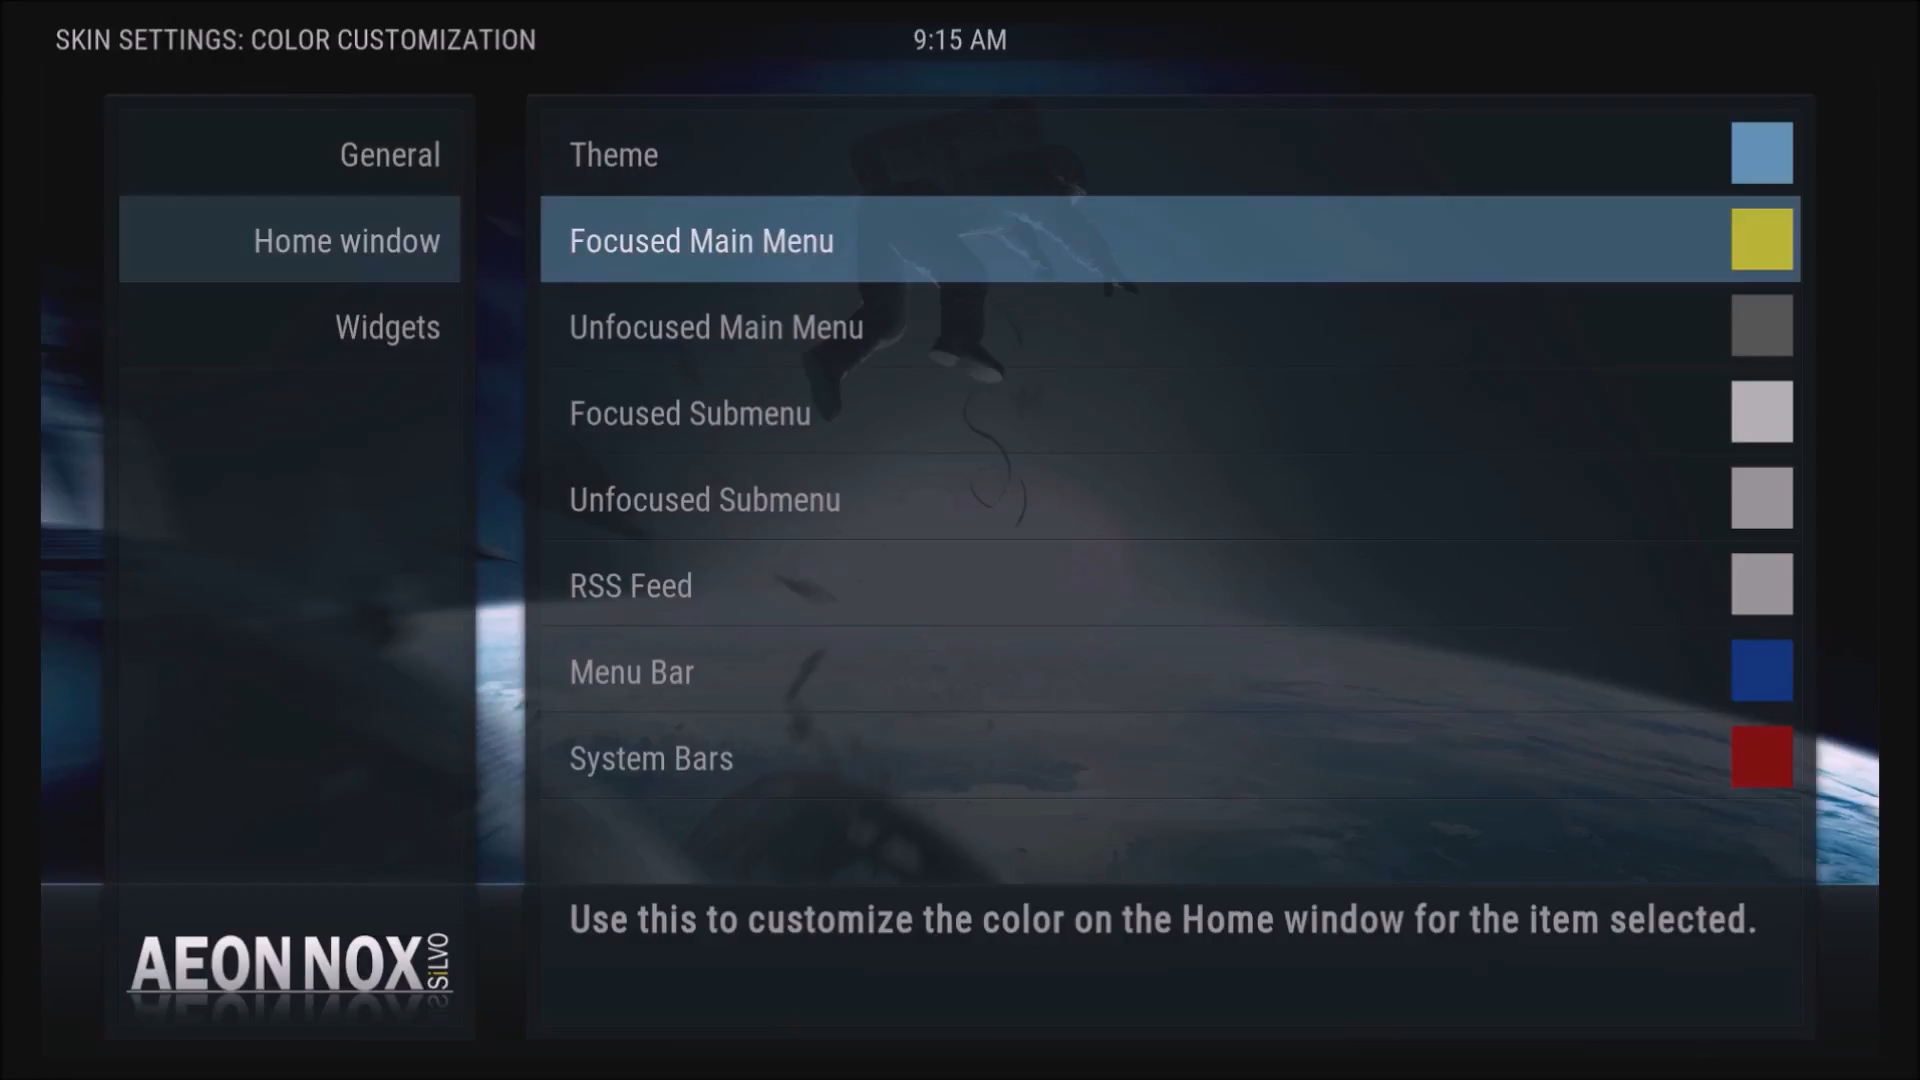 SKIN SETTINGS: COLOR CUSTOMIZATION
9:15 AM
General
Home window
Widgets
Theme
Focused Main Menu
Unfocused Main Menu
Focused Submenu
Unfocused Submenu
RSS Feed
Menu Bar
System Bars
Use this to customize the color on the Home window for the item selected.
AEON NOX SiLVO